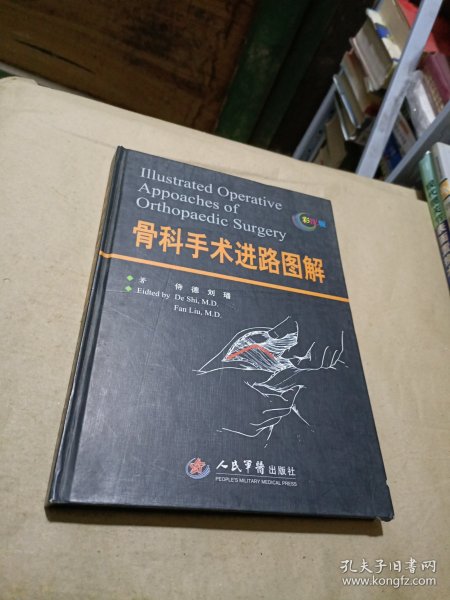 Illustrated Operative
Appoaches of
Orthopaedic Surgery
彩色版
骨科手术进路图解
著 侍 德 刘 璠
Eidted by De Shi, M.D.
Fan Liu, M.D.
人民军医出版社
PEOPLE'S MILITARY MEDICAL PRESS
孔夫子旧书网
www.kongfz.com